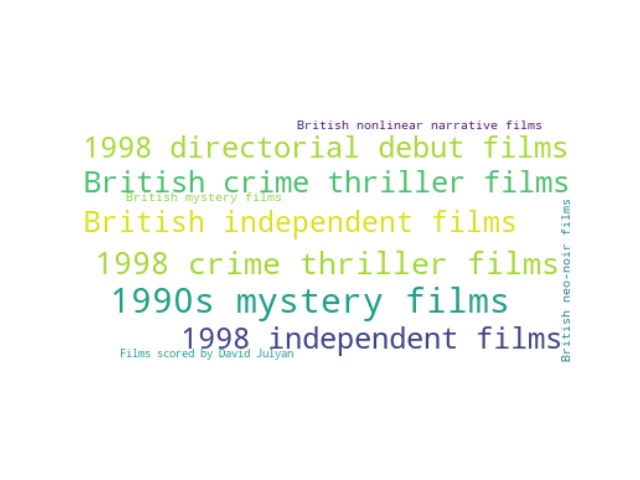 British nonlinear narrative films
1998 directorial debut films
British crime thriller films
British mystery films
British independent films
1998 crime thriller films
1990s mystery films
1998 independent films
Films scored by David Julyan
British neo-noir films